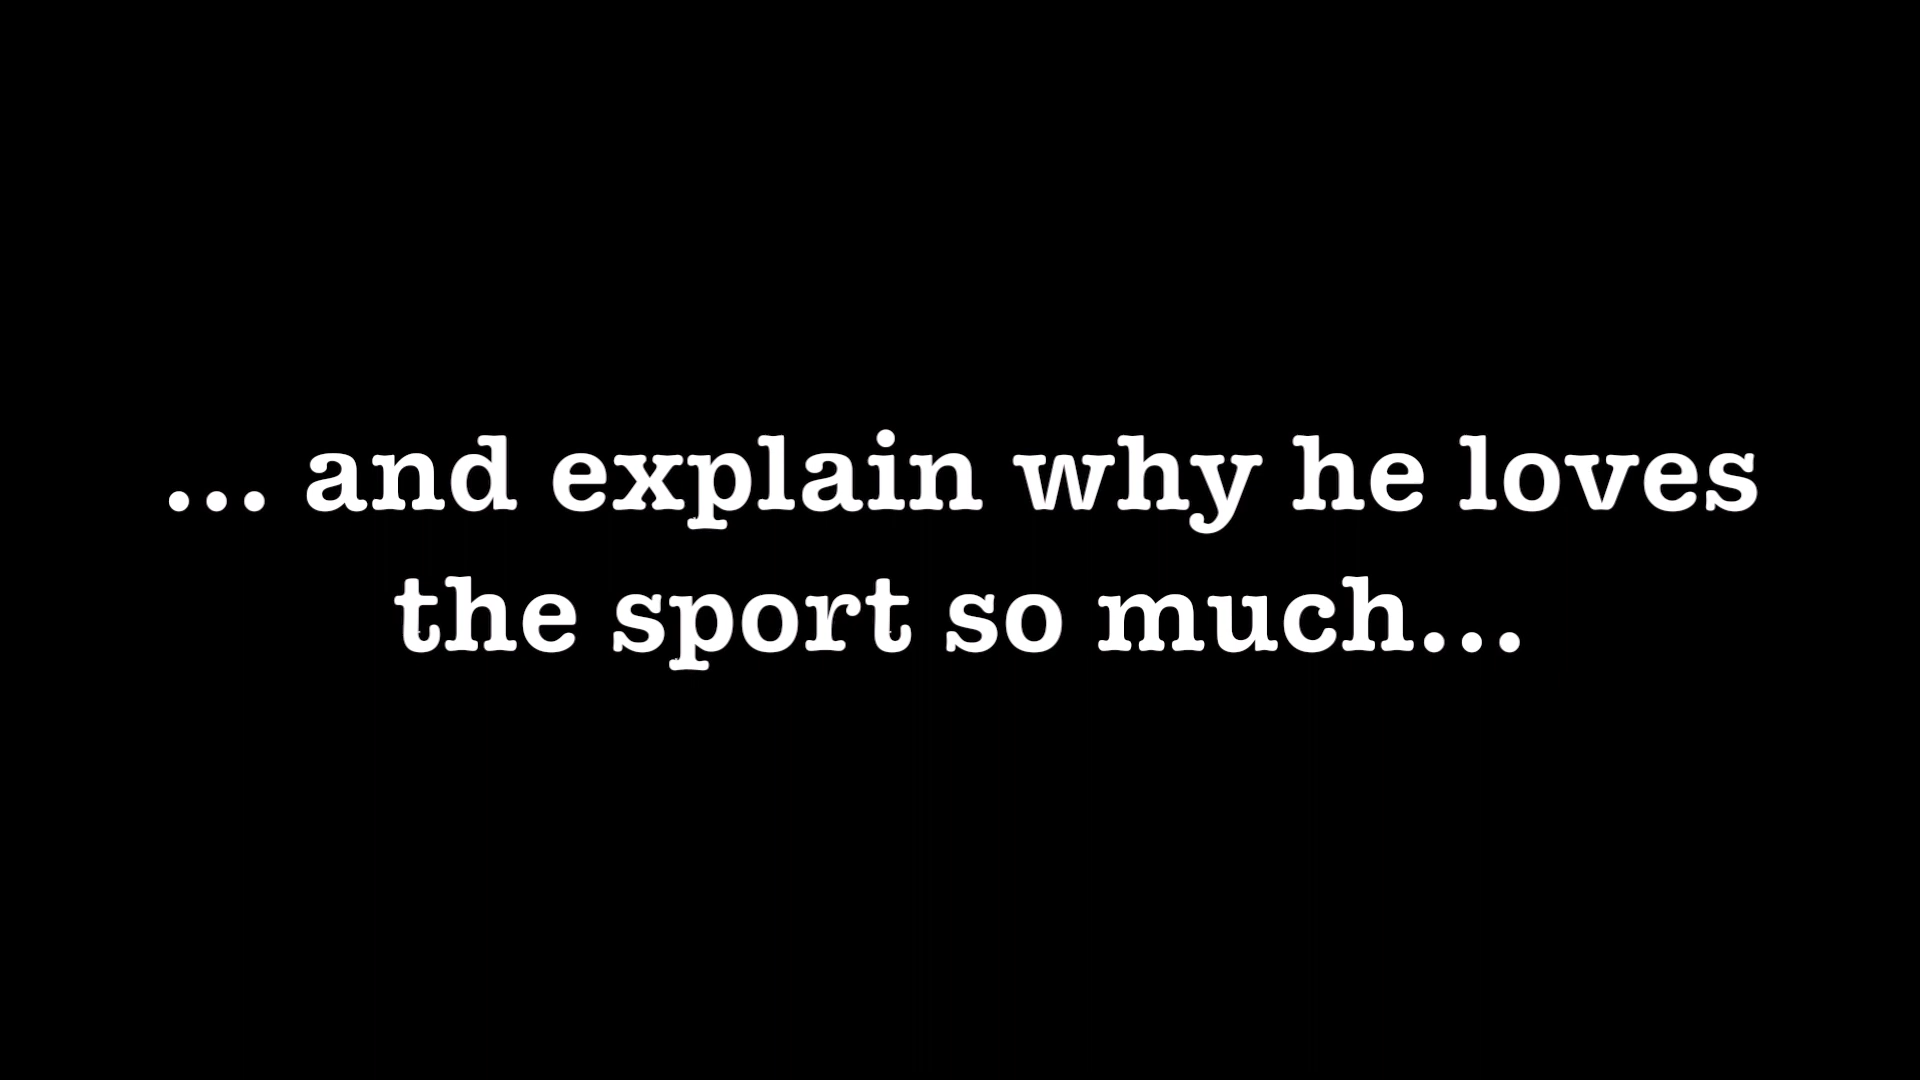 ... and explain why he loves
the sport so much...